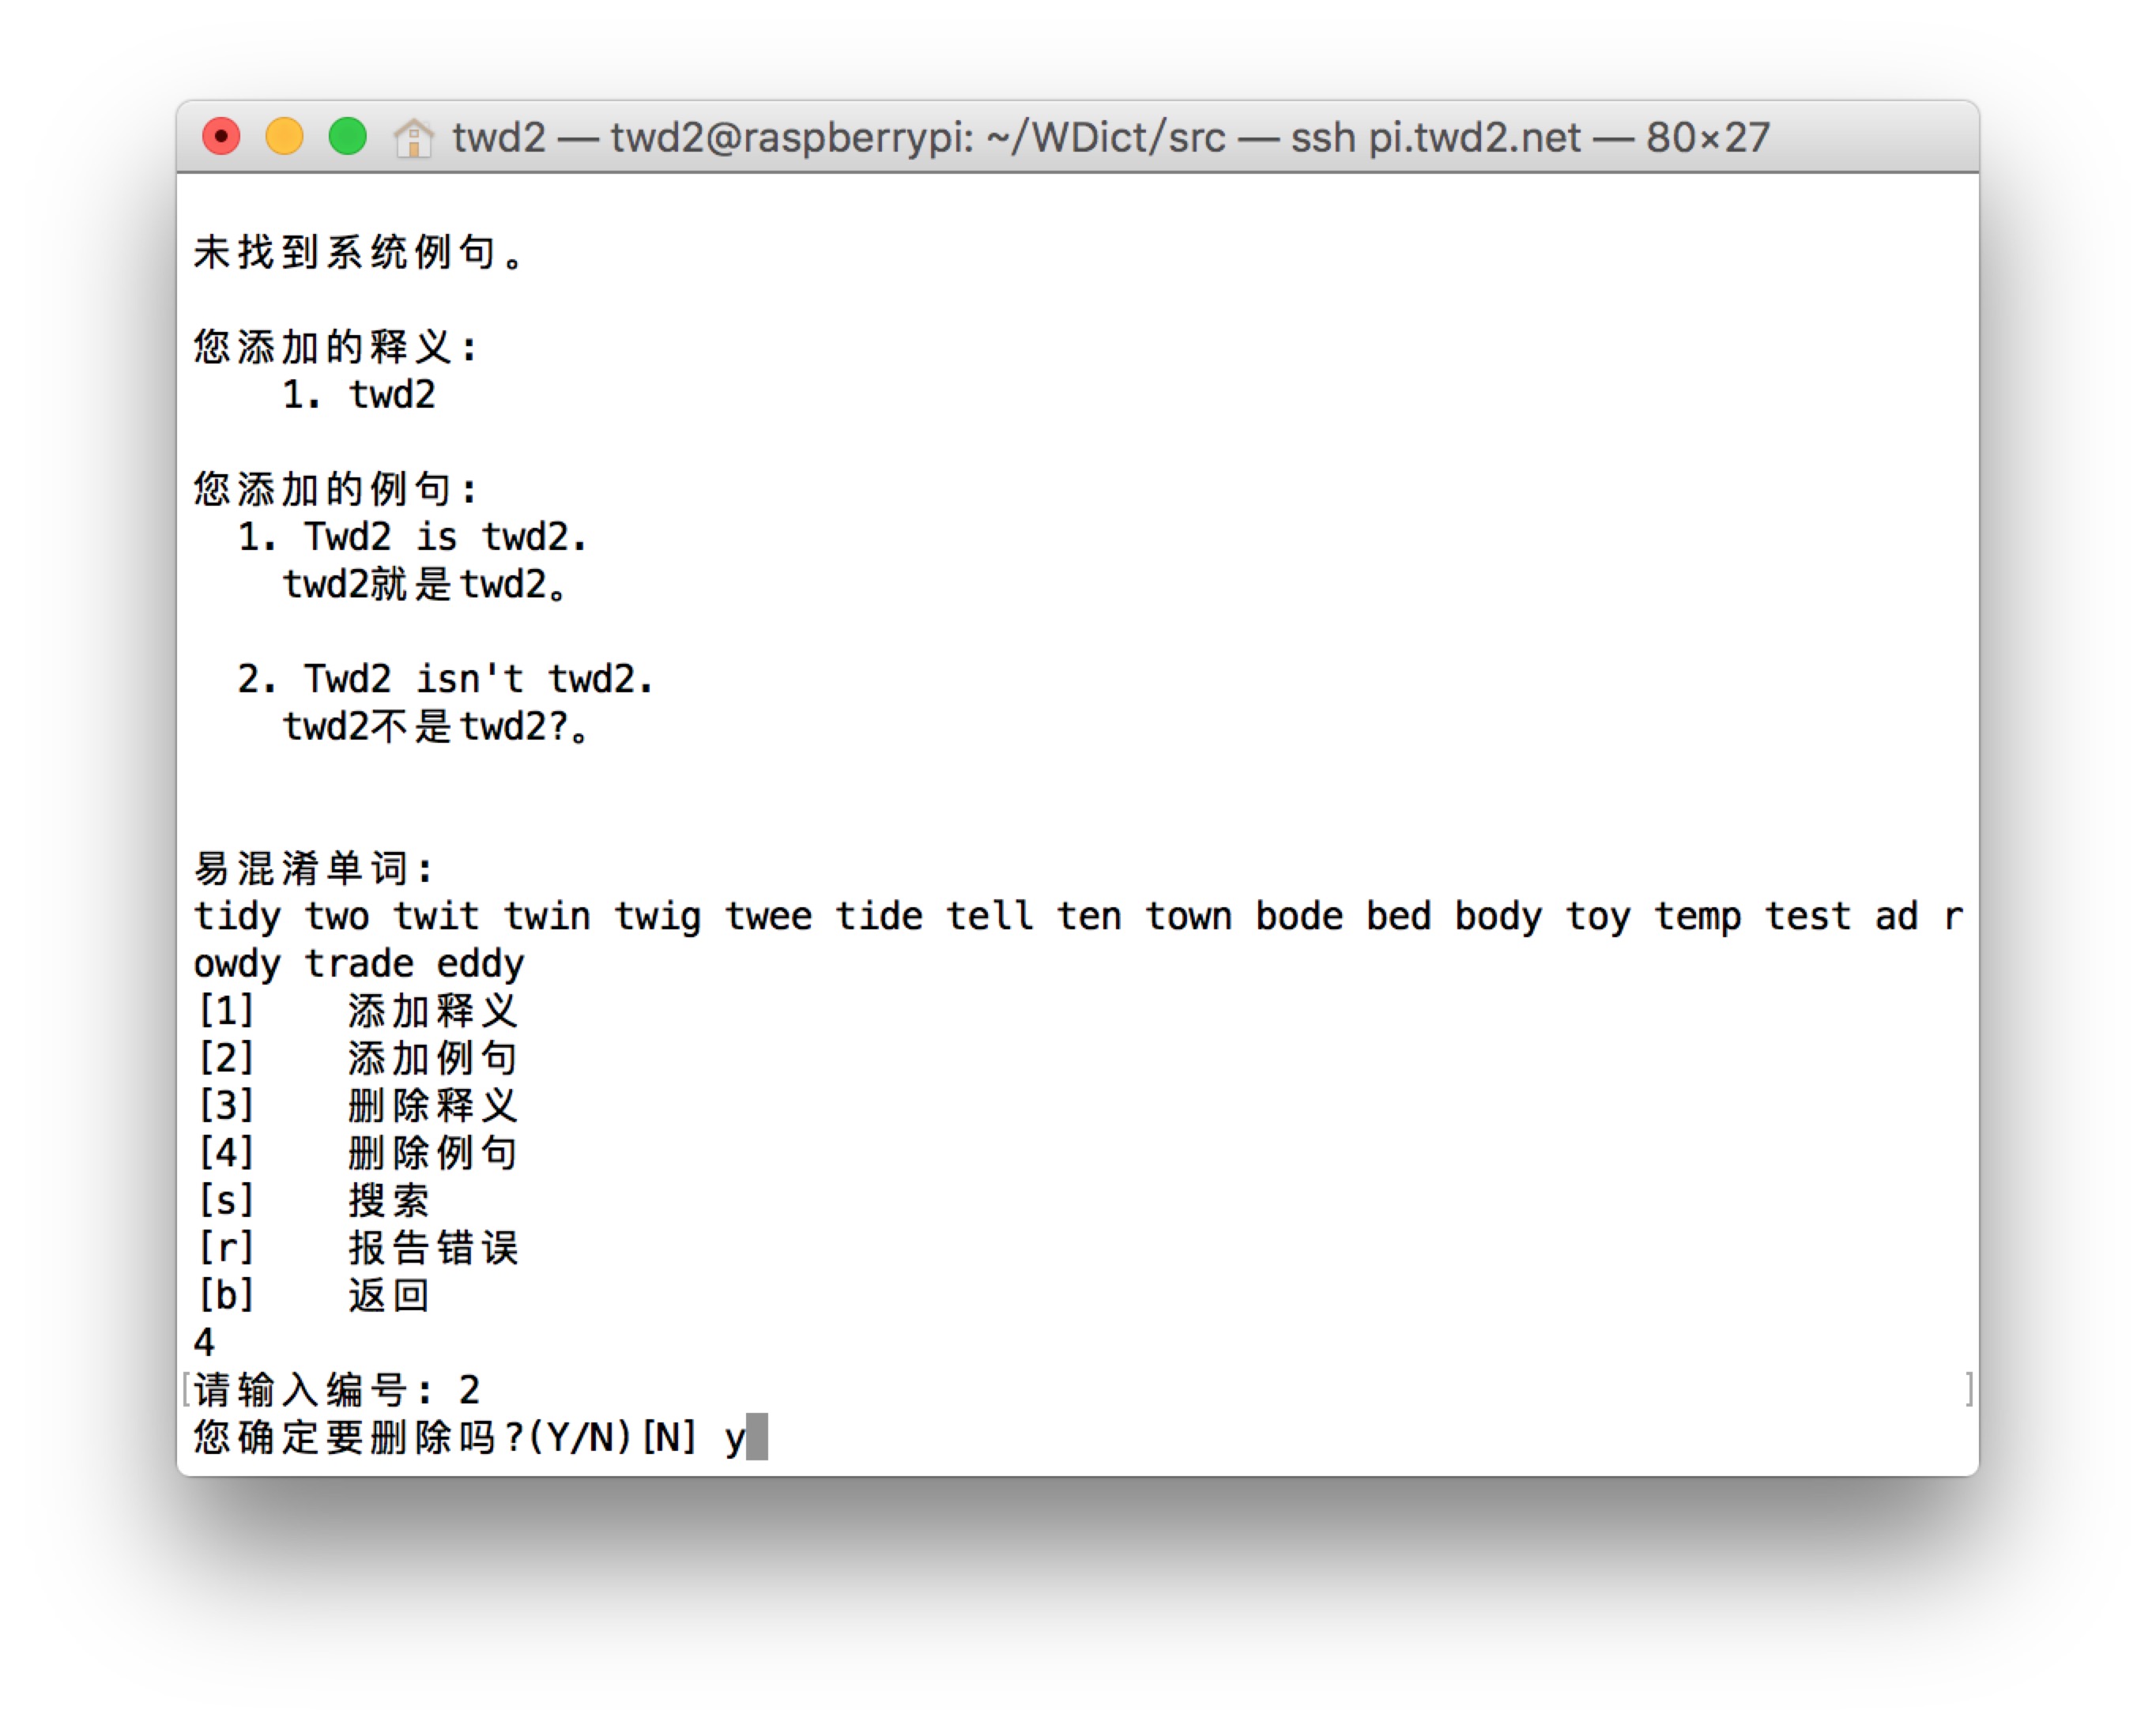 twd2 — twd2@raspberrypi: ~/WDict/src — ssh pi.twd2.net — 80×27
未找到系统例句。
您添加的释义:
1. twd2
您添加的例句:
1. Twd2 is twd2.
twd2就是twd2。
2. Twd2 isn't twd2.
twd2不是twd2?。
易混淆单词:
tidy two twit twin twig twee tide tell ten town bode bed body toy temp test ad r
owdy trade eddy
[1] 添加释义
[2] 添加例句
[3] 删除释义
[4] 删除例句
[s] 搜索
[r] 报告错误
[b] 返回
4
[请输入编号: 2 ]
您确定要删除吗?(Y/N)[N] y